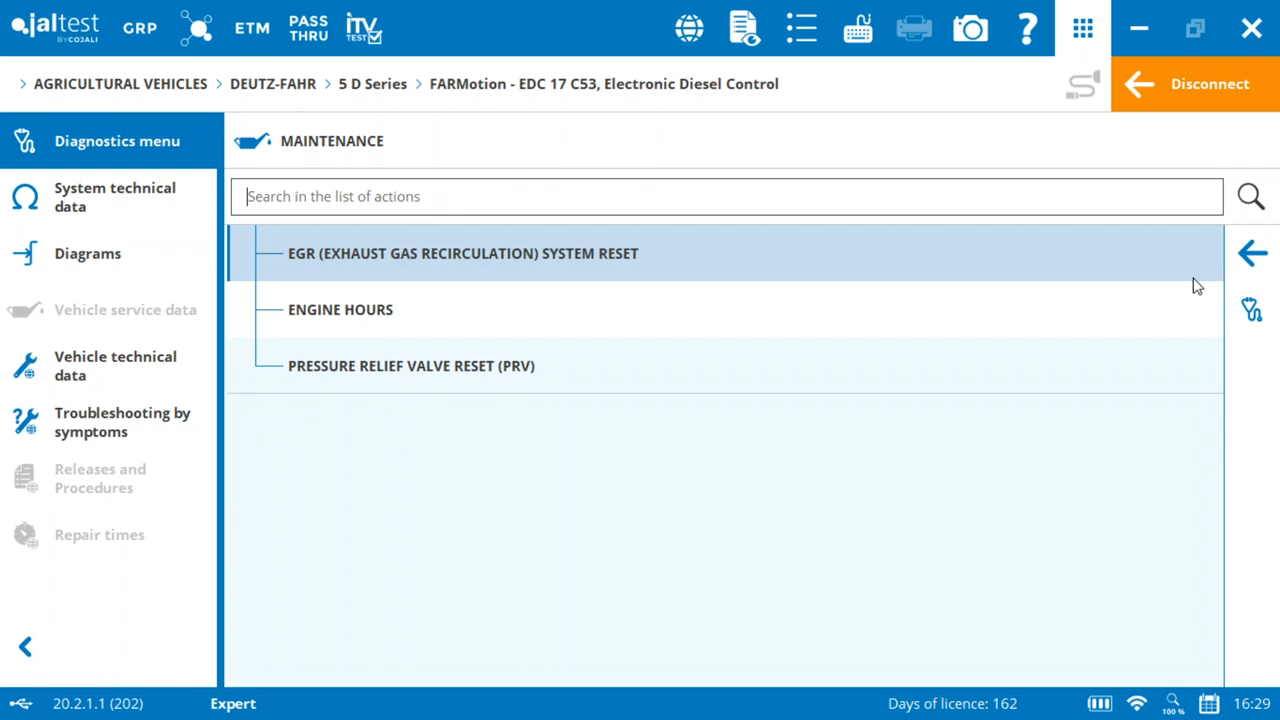 jaltest
BY COJALI
GRP
ETM
PASS
THRU
iTV
TEST
?
> AGRICULTURAL VEHICLES > DEUTZ-FAHR > 5 D Series > FARMotion - EDC 17 C53, Electronic Diesel Control
Disconnect
Diagnostics menu
System technical
data
Diagrams
Vehicle service data
Vehicle technical
data
Troubleshooting by
symptoms
Releases and
Procedures
Repair times
MAINTENANCE
Search in the list of actions
EGR (EXHAUST GAS RECIRCULATION) SYSTEM RESET
ENGINE HOURS
PRESSURE RELIEF VALVE RESET (PRV)
20.2.1.1 (202)
Expert
Days of licence: 162
100 %
16:29